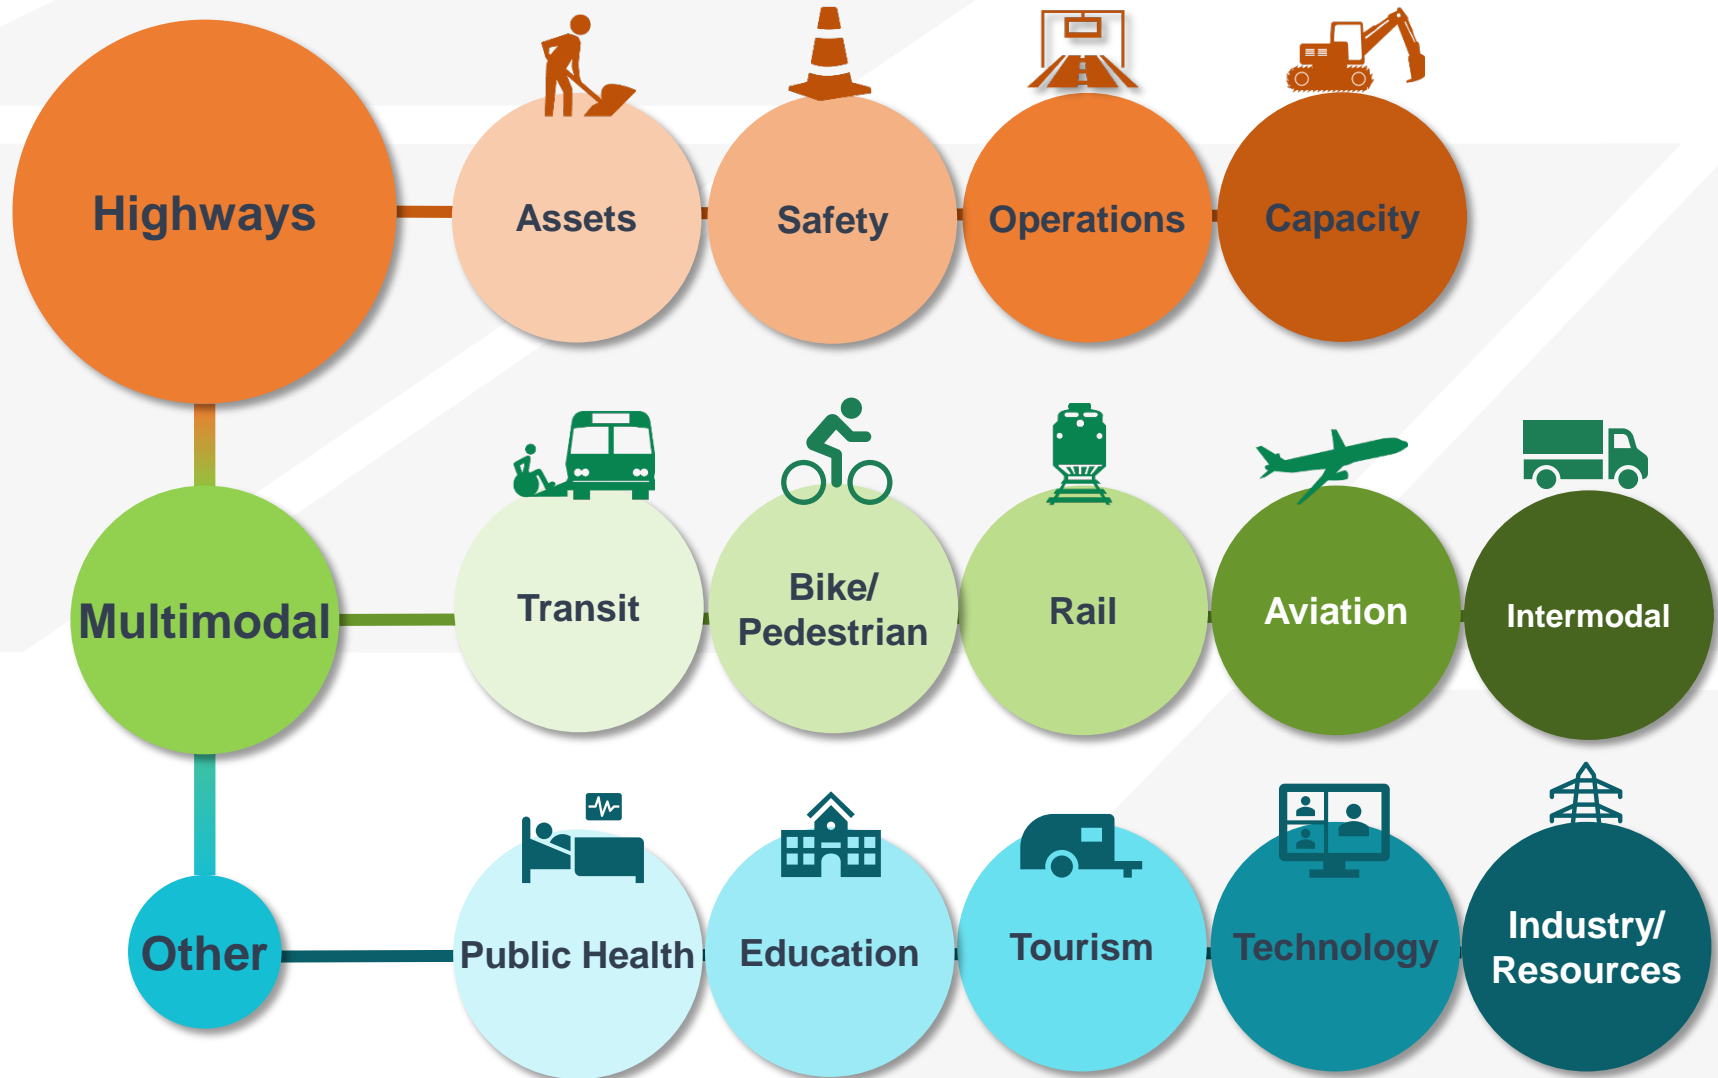 Highways
Assets
Safety
Operations
Capacity
Multimodal
Transit
Bike/
Pedestrian
Rail
Aviation
Intermodal
Other
Public Health
Education
Tourism
Technology
Industry/
Resources